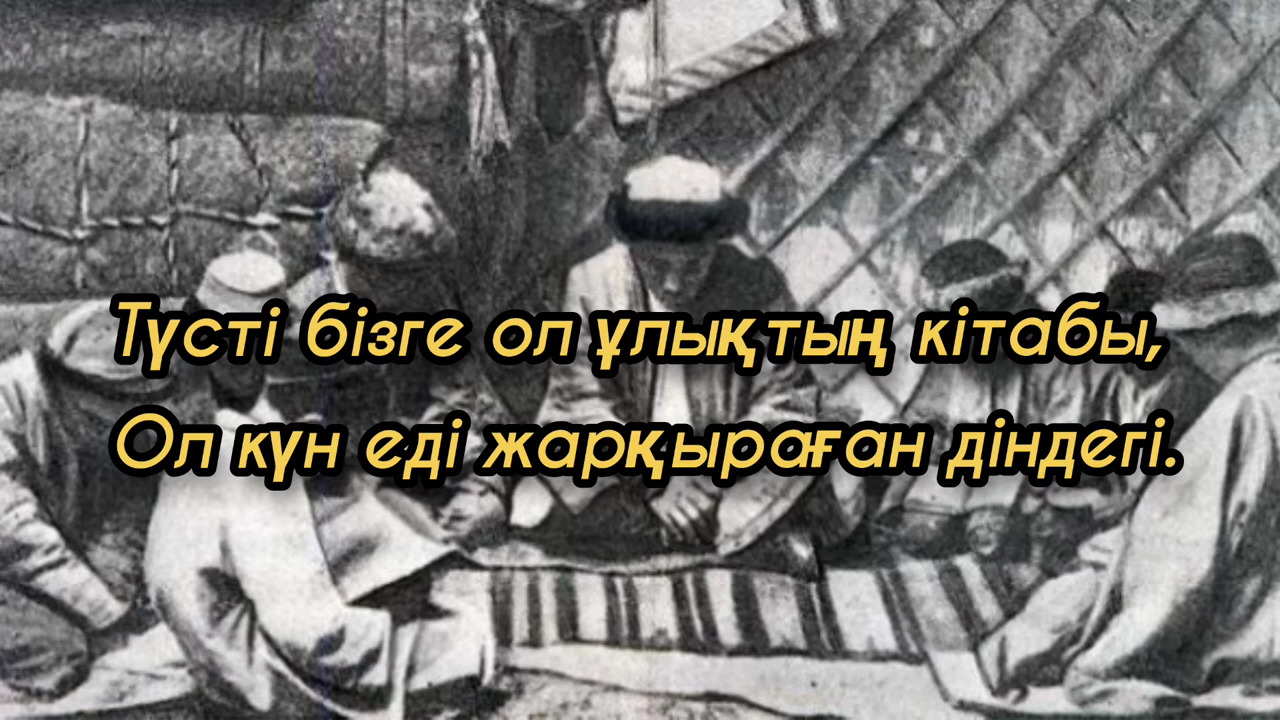 Түсті бізге ол ұлықтың кітабы,
Ол күн еді жарқыраған діндегі.